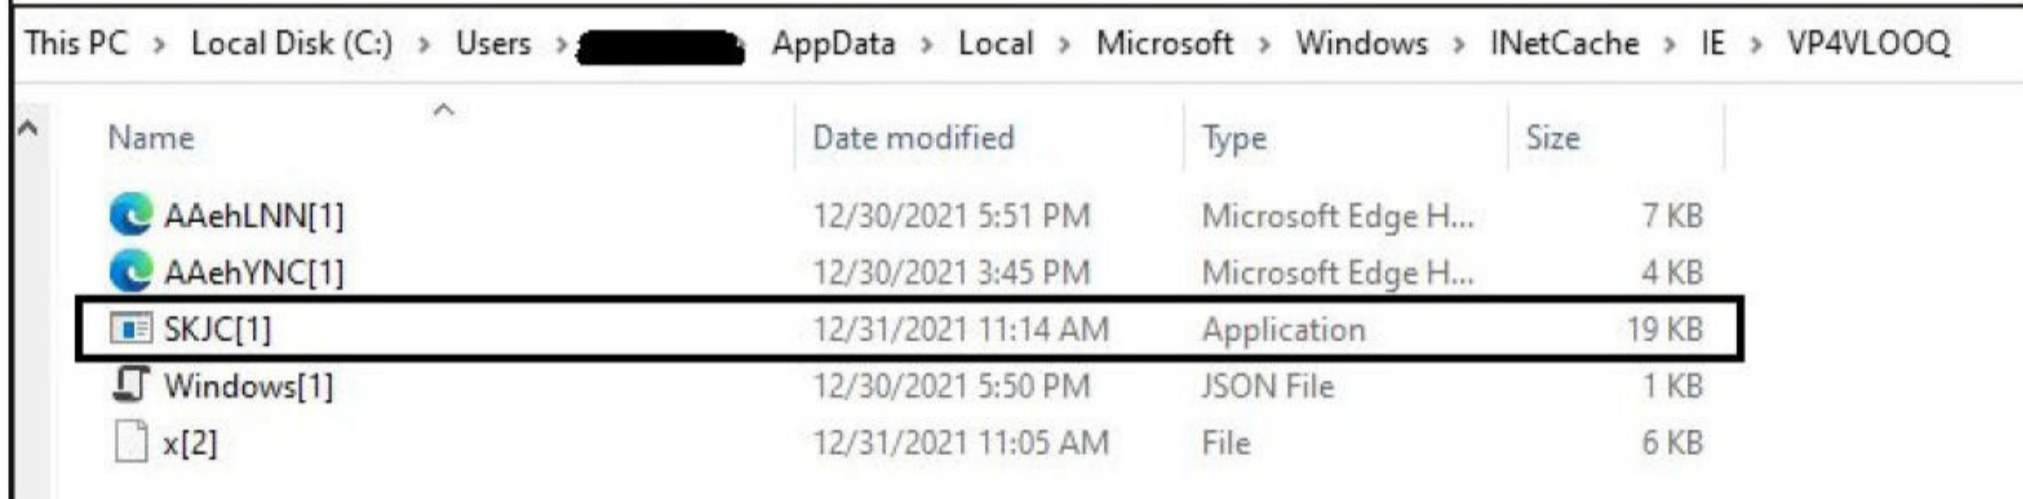 This PC > Local Disk (C:) > Users > AppData > Local > Microsoft > Windows > INetCache > IE > VP4VLOOQ
Name Date modified Type Size
AAehLNN[1] 12/30/2021 5:51 PM Microsoft Edge H... 7 KB
AAehYNC[1] 12/30/2021 3:45 PM Microsoft Edge H... 4 KB
SKJC[1] 12/31/2021 11:14 AM Application 19 KB
Windows[1] 12/30/2021 5:50 PM JSON File 1 KB
x[2] 12/31/2021 11:05 AM File 6 KB